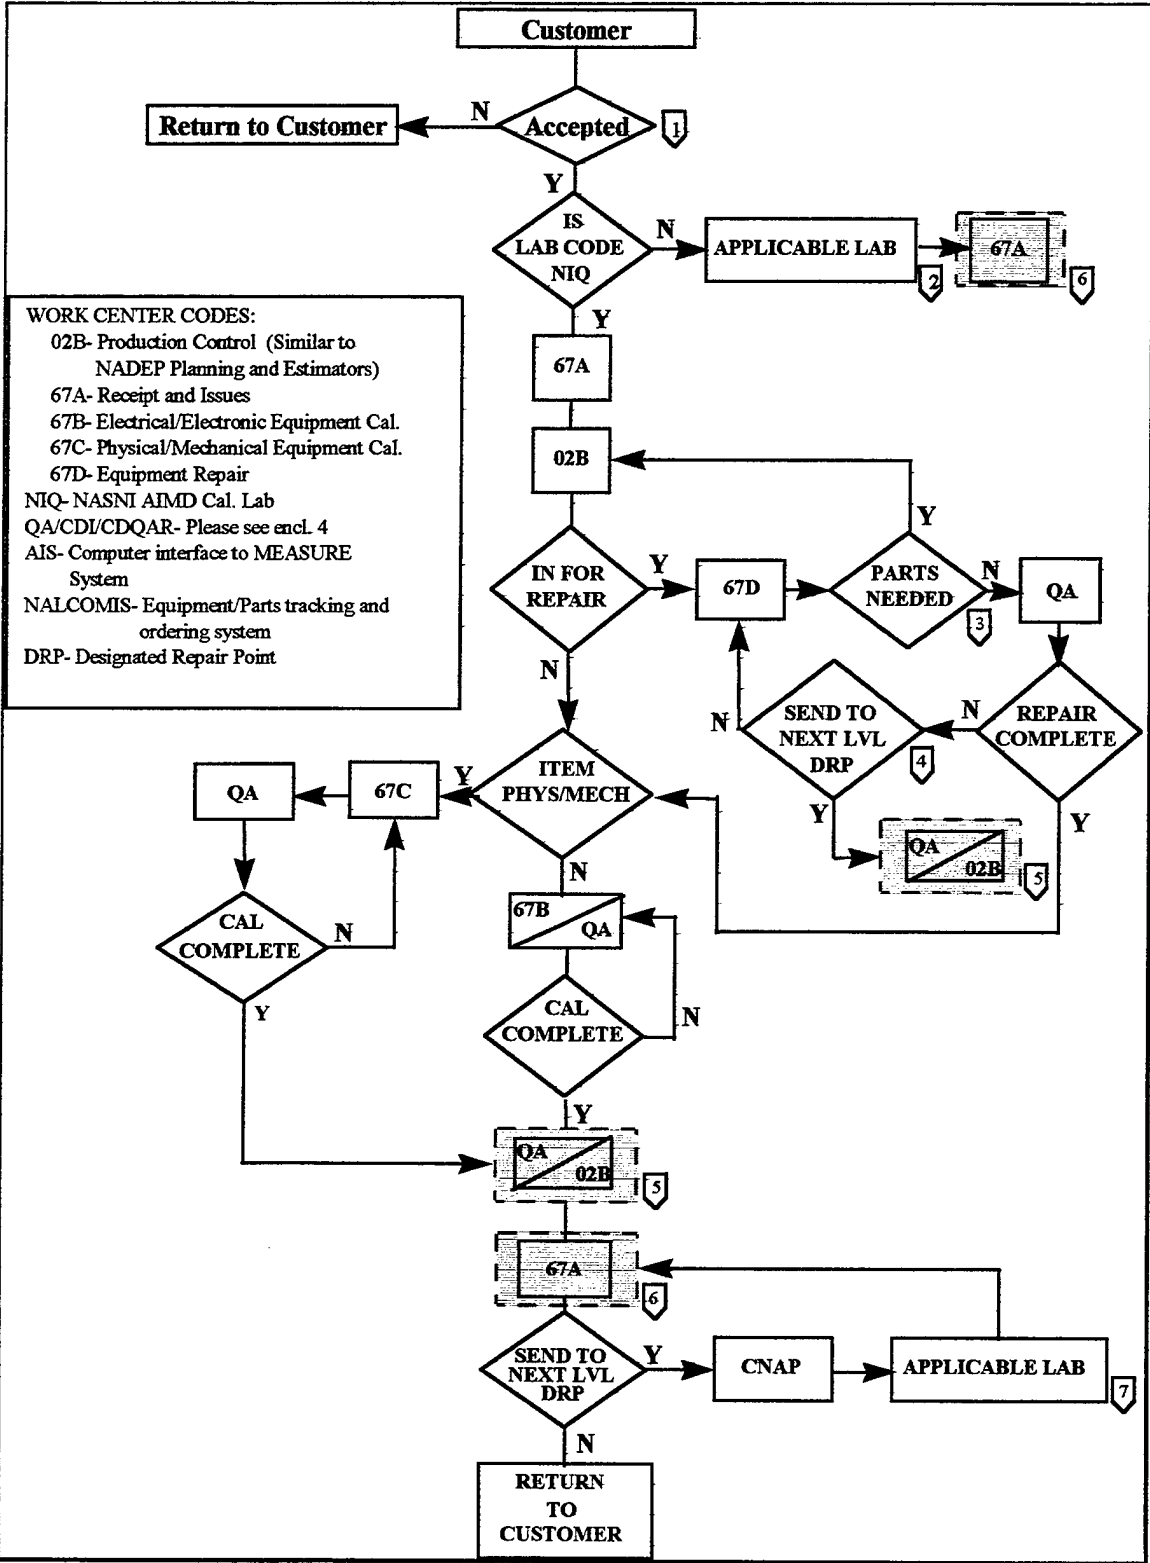 Customer
N
Return to Customer
Accepted
1
Y
IS
LAB CODE
NIQ
N
APPLICABLE LAB
2
67A
6
Y
WORK CENTER CODES:
02B- Production Control (Similar to
NADEP Planning and Estimators)
67A- Receipt and Issues
67B- Electrical/Electronic Equipment Cal.
67C- Physical/Mechanical Equipment Cal.
67D- Equipment Repair
NIQ- NASNI AIMD Cal. Lab
QA/CDI/CDQAR- Please see encl. 4
AIS- Computer interface to MEASURE
System
NALCOMIS- Equipment/Parts tracking and
ordering system
DRP- Designated Repair Point
67A
02B
Y
IN FOR
REPAIR
Y
67D
PARTS
NEEDED
3
N
QA
N
N
SEND TO
NEXT LVL
DRP
4
N
REPAIR
COMPLETE
Y
Y
QA
02B
5
ITEM
PHYS/MECH
Y
67C
QA
N
CAL
COMPLETE
N
Y
67B
QA
CAL
COMPLETE
N
Y
QA
02B
5
67A
6
SEND TO
NEXT LVL
DRP
Y
CNAP
APPLICABLE LAB
7
N
RETURN
TO
CUSTOMER